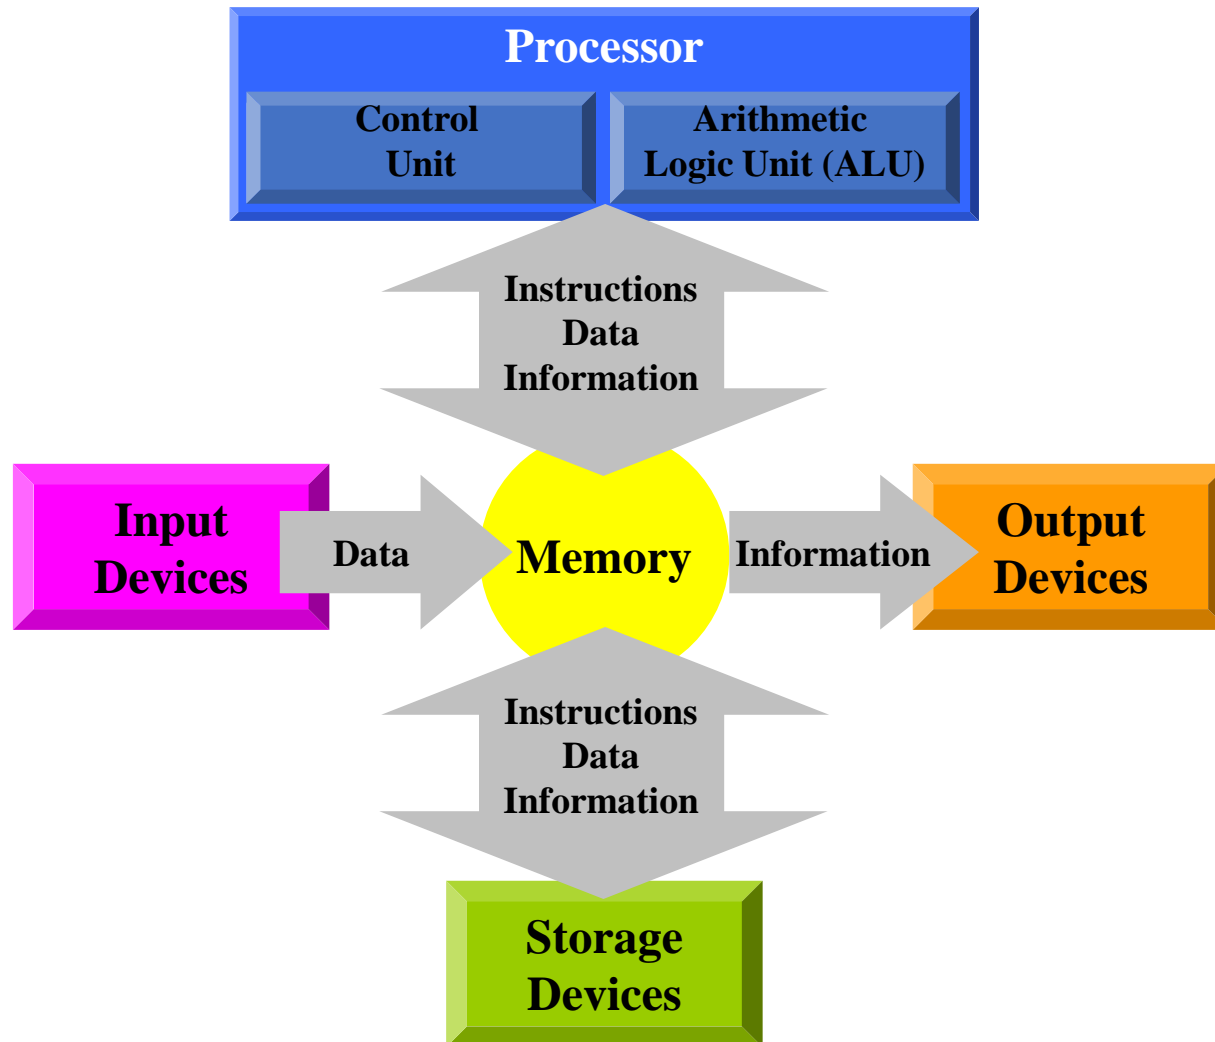 Processor
Control
Unit
Arithmetic
Logic Unit (ALU)
Instructions
Data
Information
Input
Devices
Data
Memory
Information
Output
Devices
Instructions
Data
Information
Storage
Devices